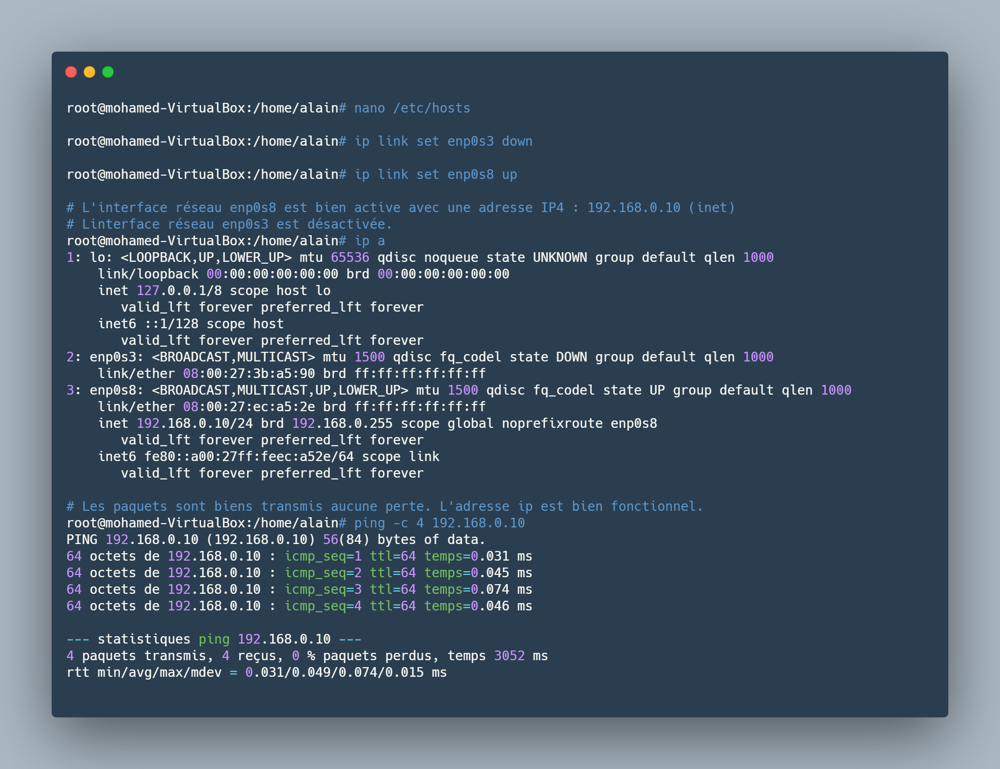 root@mohamed-VirtualBox:/home/alain# nano /etc/hosts
root@mohamed-VirtualBox:/home/alain# ip link set enp0s3 down
root@mohamed-VirtualBox:/home/alain# ip link set enp0s8 up
# L'interface réseau enp0s8 est bien active avec une adresse IP4 : 192.168.0.10 (inet)
# Linterface réseau enp0s3 est désactivée.
root@mohamed-VirtualBox:/home/alain# ip a
1: lo: <LOOPBACK,UP,LOWER_UP> mtu 65536 qdisc noqueue state UNKNOWN group default qlen 1000
    link/loopback 00:00:00:00:00:00 brd 00:00:00:00:00:00
    inet 127.0.0.1/8 scope host lo
       valid_lft forever preferred_lft forever
    inet6 ::1/128 scope host
       valid_lft forever preferred_lft forever
2: enp0s3: <BROADCAST,MULTICAST> mtu 1500 qdisc fq_codel state DOWN group default qlen 1000
    link/ether 08:00:27:3b:a5:90 brd ff:ff:ff:ff:ff:ff
3: enp0s8: <BROADCAST,MULTICAST,UP,LOWER_UP> mtu 1500 qdisc fq_codel state UP group default qlen 1000
    link/ether 08:00:27:ec:a5:2e brd ff:ff:ff:ff:ff:ff
    inet 192.168.0.10/24 brd 192.168.0.255 scope global noprefixroute enp0s8
       valid_lft forever preferred_lft forever
    inet6 fe80::a00:27ff:feec:a52e/64 scope link
       valid_lft forever preferred_lft forever
# Les paquets sont biens transmis aucune perte. L'adresse ip est bien fonctionnel.
root@mohamed-VirtualBox:/home/alain# ping -c 4 192.168.0.10
PING 192.168.0.10 (192.168.0.10) 56(84) bytes of data.
64 octets de 192.168.0.10 : icmp_seq=1 ttl=64 temps=0.031 ms
64 octets de 192.168.0.10 : icmp_seq=2 ttl=64 temps=0.045 ms
64 octets de 192.168.0.10 : icmp_seq=3 ttl=64 temps=0.074 ms
64 octets de 192.168.0.10 : icmp_seq=4 ttl=64 temps=0.046 ms
--- statistiques ping 192.168.0.10 ---
4 paquets transmis, 4 reçus, 0 % paquets perdus, temps 3052 ms
rtt min/avg/max/mdev = 0.031/0.049/0.074/0.015 ms